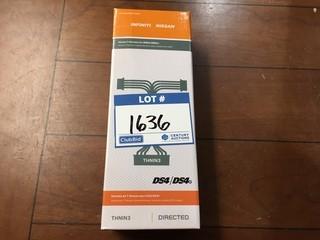 INFINITI NISSAN
LOT #
1636
ClubBid
CENTURY
AUCTIONS
THNIN3
DS4/DS4+
THNIN3 DIRECTED